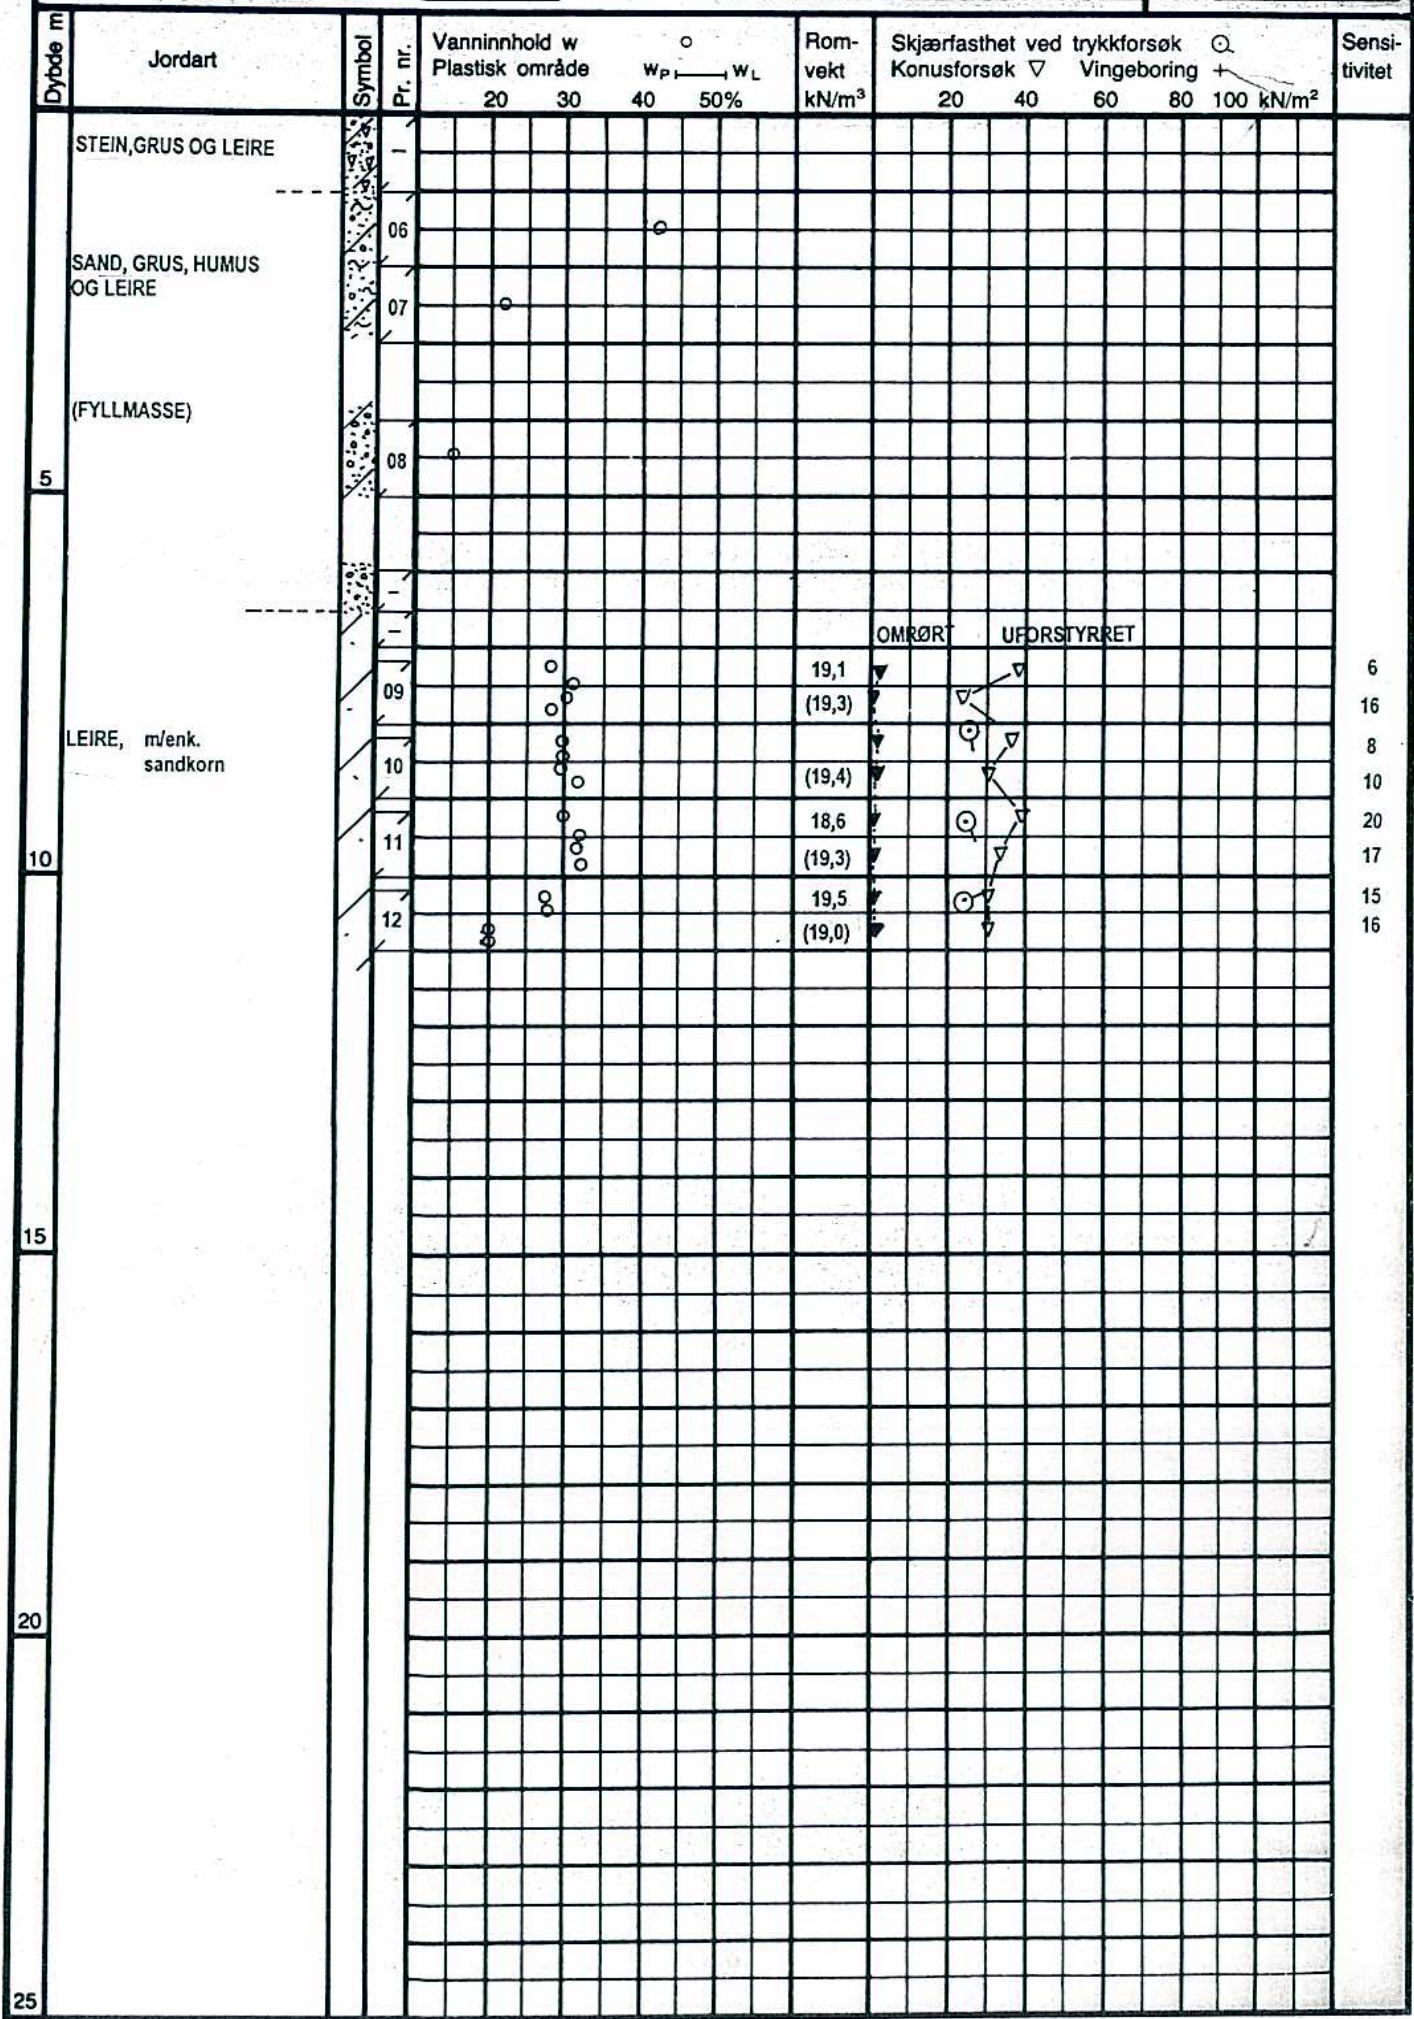 Dybde m
Jordart
Symbol
Pr. nr.
Vanninnhold w
Plastisk område wP wL
20 30 40 50%
Rom-
vekt
kN/m³
Skjærfasthet ved trykkforsøk
Konusforsøk ▽ Vingeboring +
20 40 60 80 100 kN/m²
Sensi-
tivitet
STEIN,GRUS OG LEIRE
–
06
SAND, GRUS, HUMUS
OG LEIRE
07
(FYLLMASSE)
08
5
–
–
OMRØRT UFORSTYRRET
19,1 6
09
(19,3) 16
LEIRE, m/enk.
sandkorn
8
10
(19,4) 10
18,6 20
11
10
(19,3) 17
19,5 15
12
(19,0) 16
15
20
25